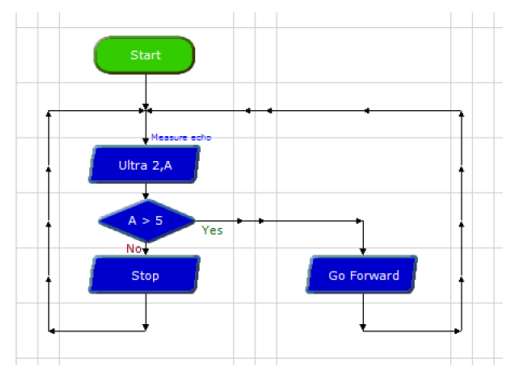 Start
Measure echo
Ultra 2,A
A > 5
Yes
No
Stop
Go Forward